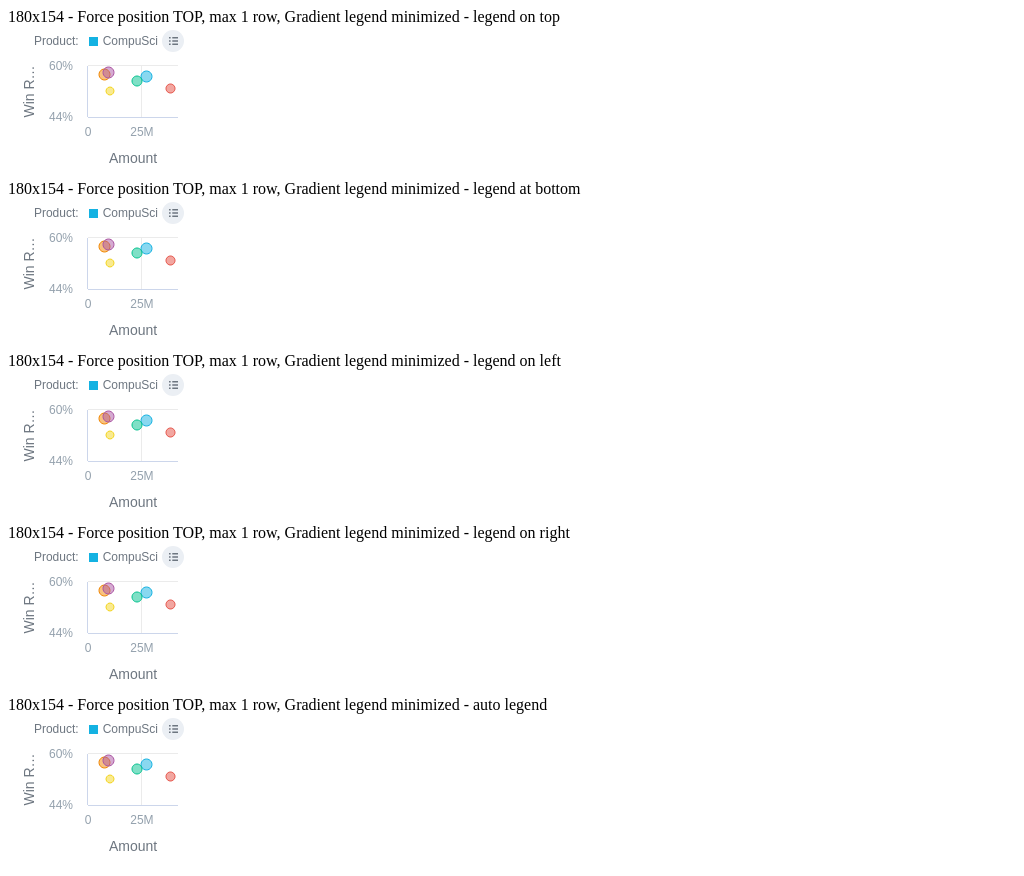 180x154 - Force position TOP, max 1 row, Gradient legend minimized - legend on top
Product: CompuSci
60%
Win R...
44%
0 25M
Amount
180x154 - Force position TOP, max 1 row, Gradient legend minimized - legend at bottom
Product: CompuSci
60%
Win R...
44%
0 25M
Amount
180x154 - Force position TOP, max 1 row, Gradient legend minimized - legend on left
Product: CompuSci
60%
Win R...
44%
0 25M
Amount
180x154 - Force position TOP, max 1 row, Gradient legend minimized - legend on right
Product: CompuSci
60%
Win R...
44%
0 25M
Amount
180x154 - Force position TOP, max 1 row, Gradient legend minimized - auto legend
Product: CompuSci
60%
Win R...
44%
0 25M
Amount